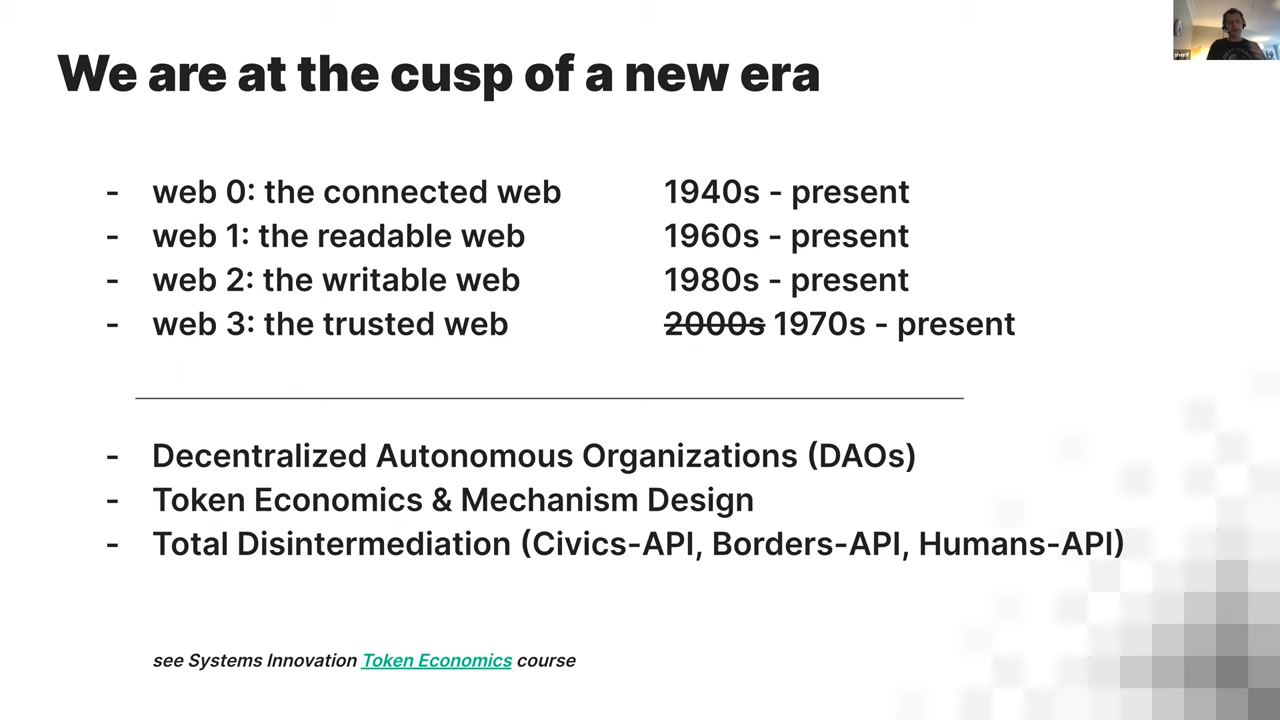 We are at the cusp of a new era
- web 0: the connected web 1940s - present
- web 1: the readable web 1960s - present
- web 2: the writable web 1980s - present
- web 3: the trusted web 2000s 1970s - present
- Decentralized Autonomous Organizations (DAOs)
- Token Economics & Mechanism Design
- Total Disintermediation (Civics-API, Borders-API, Humans-API)
see Systems Innovation Token Economics course